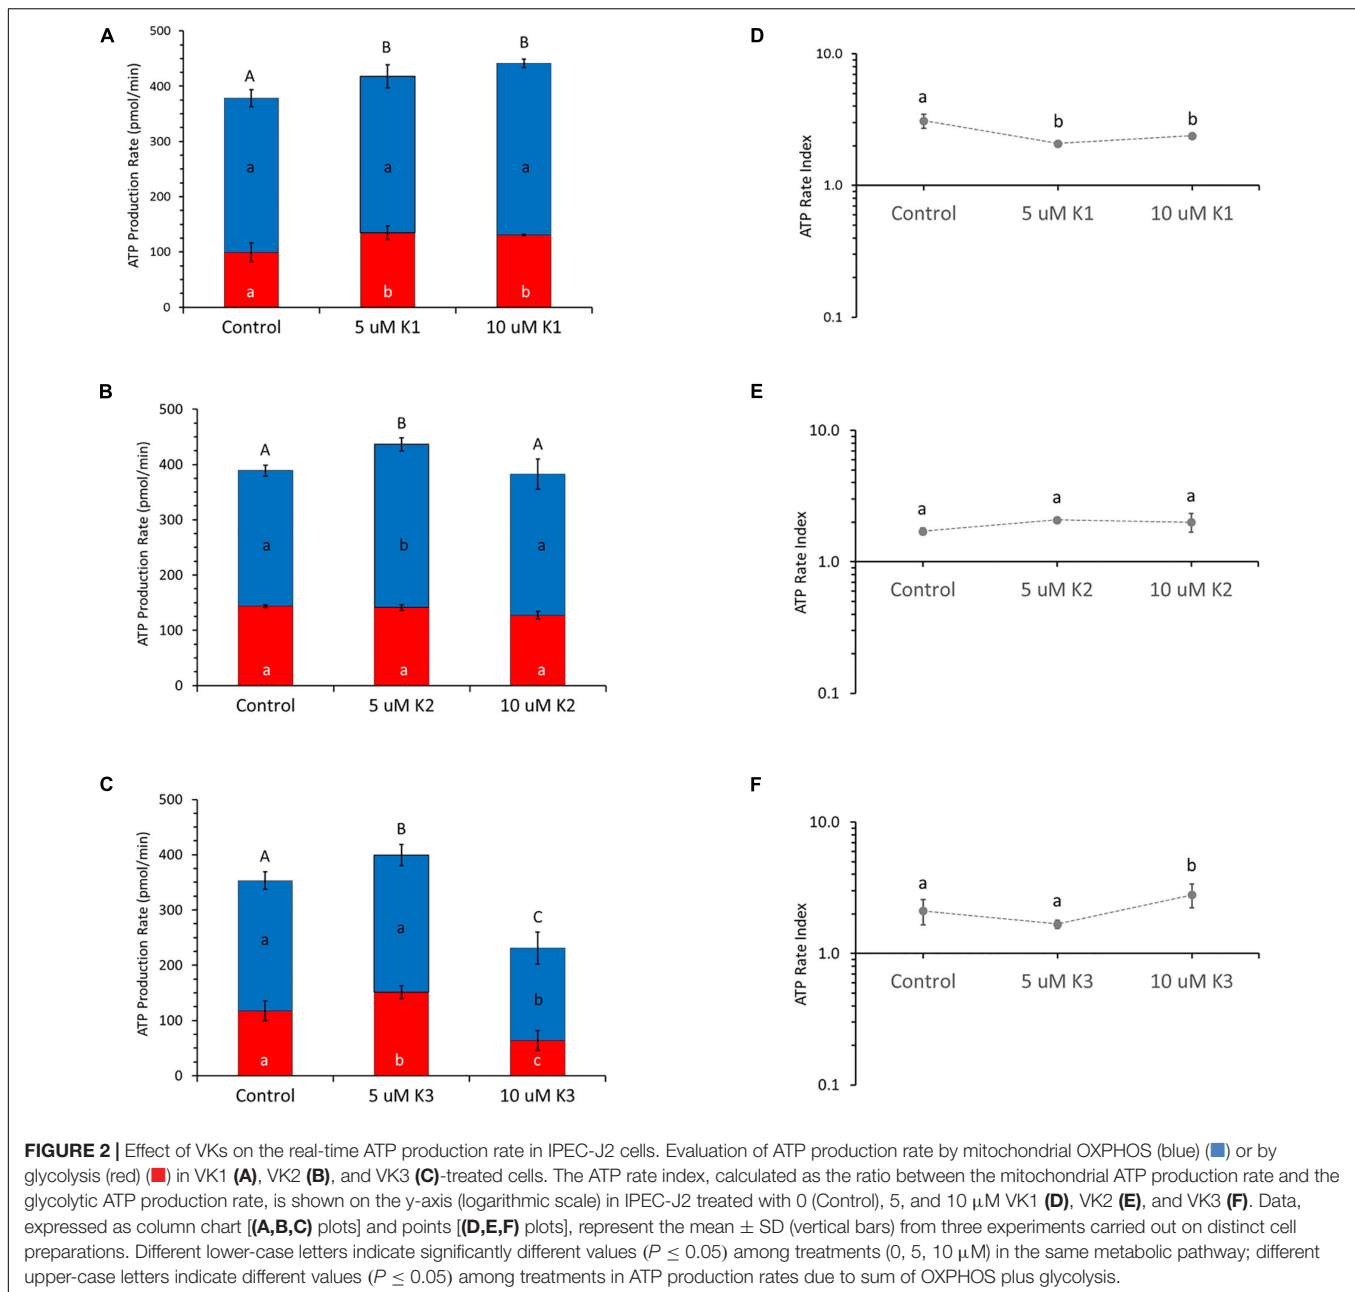 A
500
400
300
200
100
0
ATP Production Rate (pmol/min)
A
B
B
a
a
a
a
b
b
Control
5 uM K1
10 uM K1
D
10.0
1.0
0.1
ATP Rate Index
a
b
b
Control
5 uM K1
10 uM K1
B
500
400
300
200
100
0
ATP Production Rate (pmol/min)
A
B
A
a
b
a
a
a
a
Control
5 uM K2
10 uM K2
E
10.0
1.0
0.1
ATP Rate Index
a
a
a
Control
5 uM K2
10 uM K2
C
500
400
300
200
100
0
ATP Production Rate (pmol/min)
A
B
C
a
a
b
a
b
c
Control
5 uM K3
10 uM K3
F
10.0
1.0
0.1
ATP Rate Index
a
a
b
Control
5 uM K3
10 uM K3
FIGURE 2 | Effect of VKs on the real-time ATP production rate in IPEC-J2 cells. Evaluation of ATP production rate by mitochondrial OXPHOS (blue) (■) or by
glycolysis (red) (■) in VK1 (A), VK2 (B), and VK3 (C)-treated cells. The ATP rate index, calculated as the ratio between the mitochondrial ATP production rate and the
glycolytic ATP production rate, is shown on the y-axis (logarithmic scale) in IPEC-J2 treated with 0 (Control), 5, and 10 μM VK1 (D), VK2 (E), and VK3 (F). Data,
expressed as column chart [(A,B,C) plots] and points [(D,E,F) plots], represent the mean ± SD (vertical bars) from three experiments carried out on distinct cell
preparations. Different lower-case letters indicate significantly different values (P ≤ 0.05) among treatments (0, 5, 10 μM) in the same metabolic pathway; different
upper-case letters indicate different values (P ≤ 0.05) among treatments in ATP production rates due to sum of OXPHOS plus glycolysis.